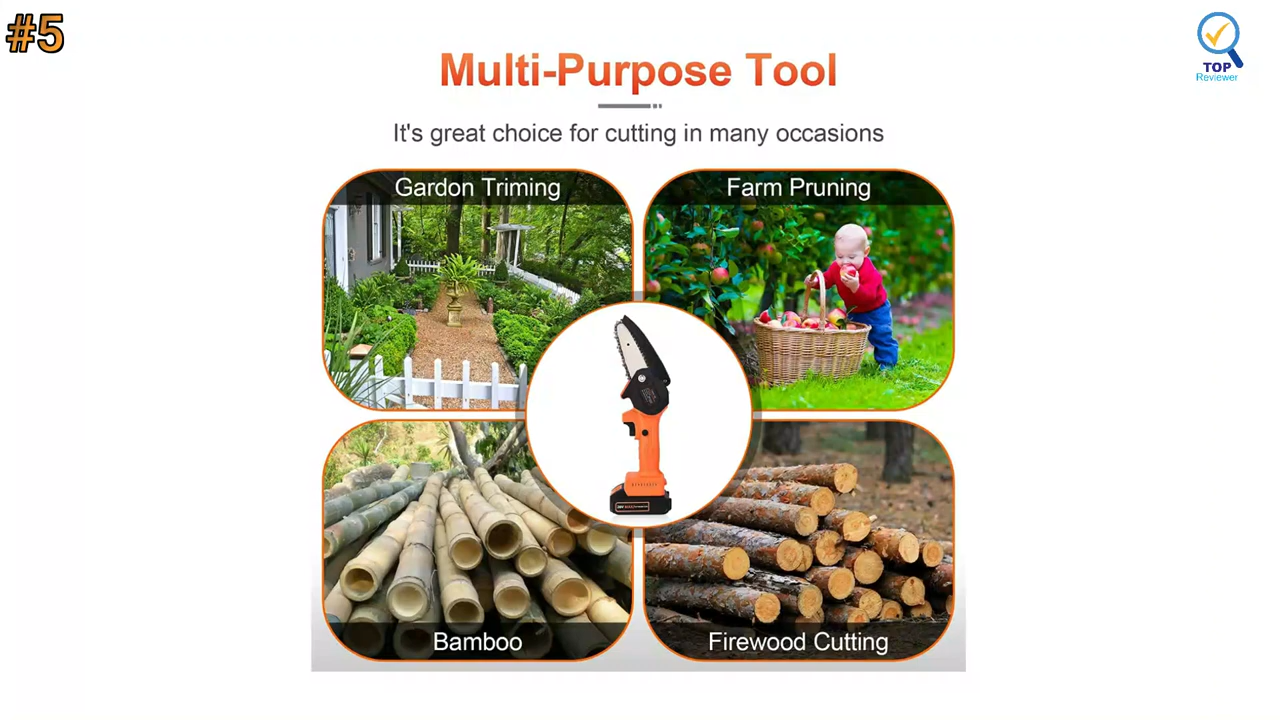 #5
TOP
Reviewer
Multi-Purpose Tool
It's great choice for cutting in many occasions
Gardon Triming
Farm Pruning
Bamboo
Firewood Cutting